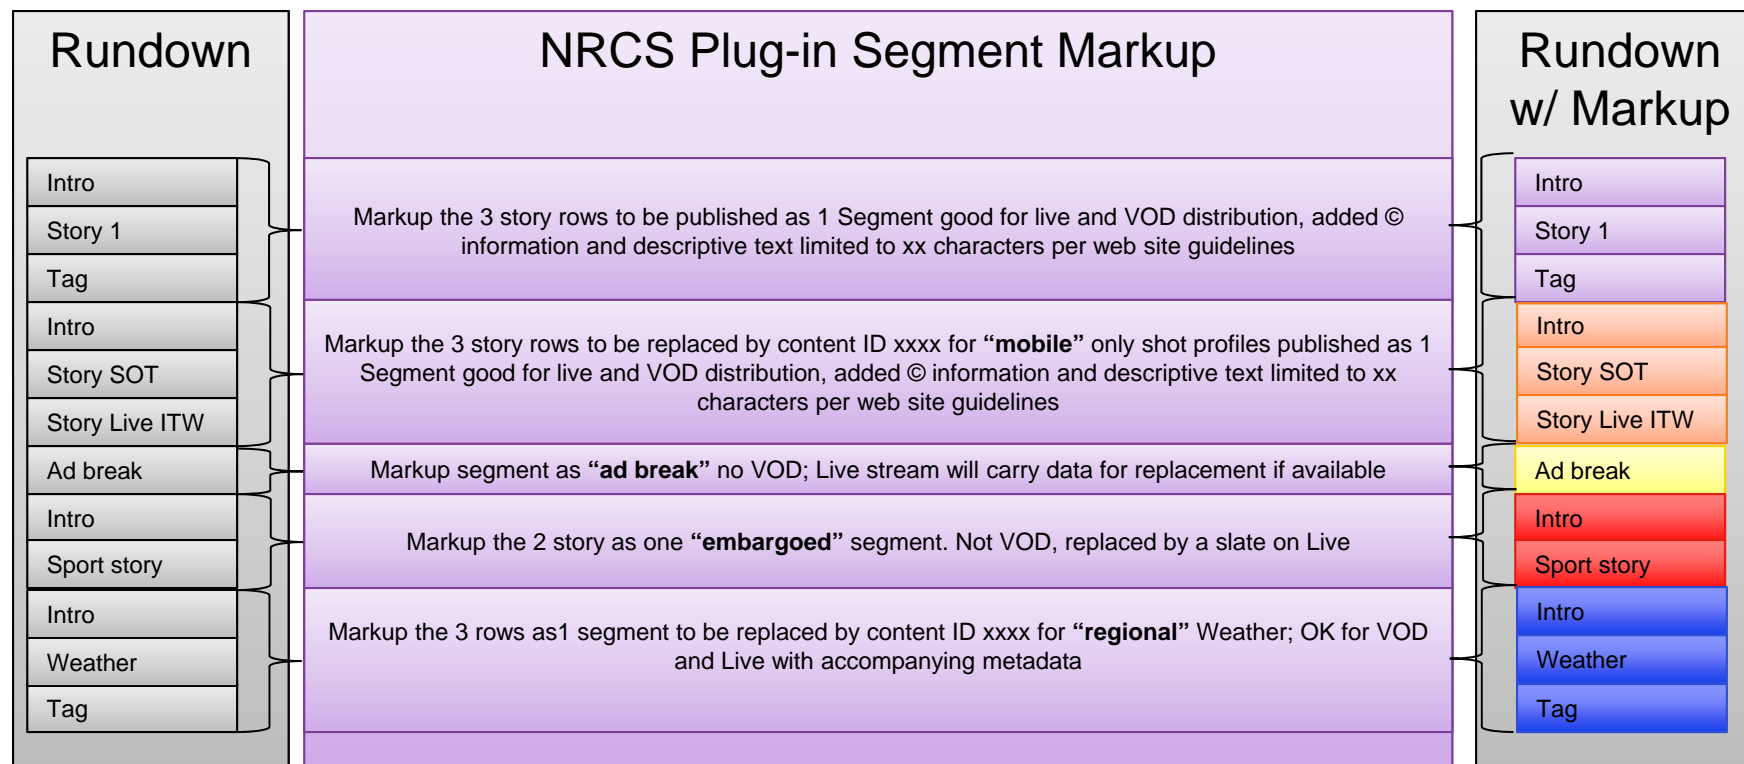 Rundown
Intro
Story 1
Tag
Intro
Story SOT
Story Live ITW
Ad break
Intro
Sport story
Intro
Weather
Tag
NRCS Plug-in Segment Markup
Markup the 3 story rows to be published as 1 Segment good for live and VOD distribution, added ©
information and descriptive text limited to xx characters per web site guidelines
Markup the 3 story rows to be replaced by content ID xxxx for “mobile” only shot profiles published as 1
Segment good for live and VOD distribution, added © information and descriptive text limited to xx
characters per web site guidelines
Markup segment as “ad break” no VOD; Live stream will carry data for replacement if available
Markup the 2 story as one “embargoed” segment. Not VOD, replaced by a slate on Live
Markup the 3 rows as1 segment to be replaced by content ID xxxx for “regional” Weather; OK for VOD
and Live with accompanying metadata
Rundown
w/ Markup
Intro
Story 1
Tag
Intro
Story SOT
Story Live ITW
Ad break
Intro
Sport story
Intro
Weather
Tag